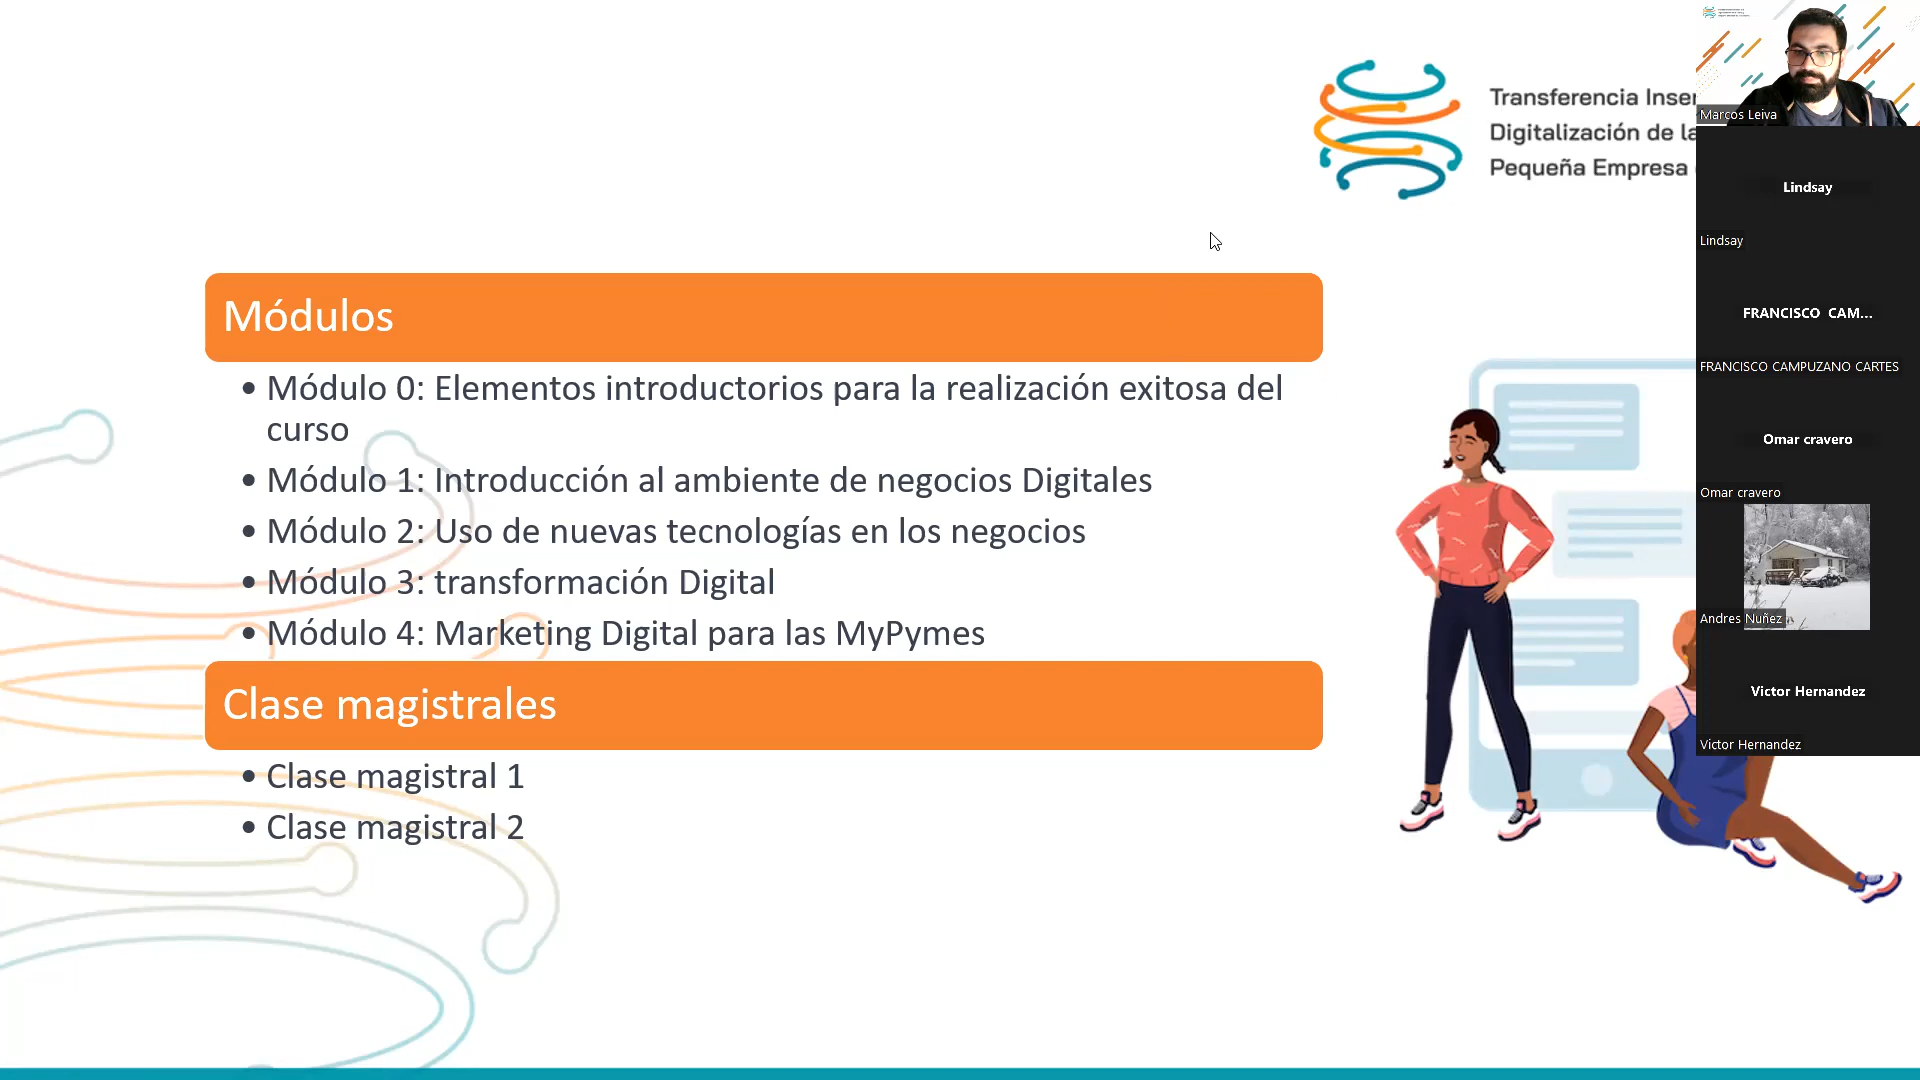 Transferencia Inser
Digitalización de la
Pequeña Empresa
Módulos
• Módulo 0: Elementos introductorios para la realización exitosa del
curso
• Módulo 1: Introducción al ambiente de negocios Digitales
• Módulo 2: Uso de nuevas tecnologías en los negocios
• Módulo 3: transformación Digital
• Módulo 4: Marketing Digital para las MyPymes
Clase magistrales
• Clase magistral 1
• Clase magistral 2
Marcos Leiva
Lindsay
Lindsay
FRANCISCO CAM...
FRANCISCO CAMPUZANO CARTES
Omar cravero
Omar cravero
Andres Nuñez
Victor Hernandez
Victor Hernandez